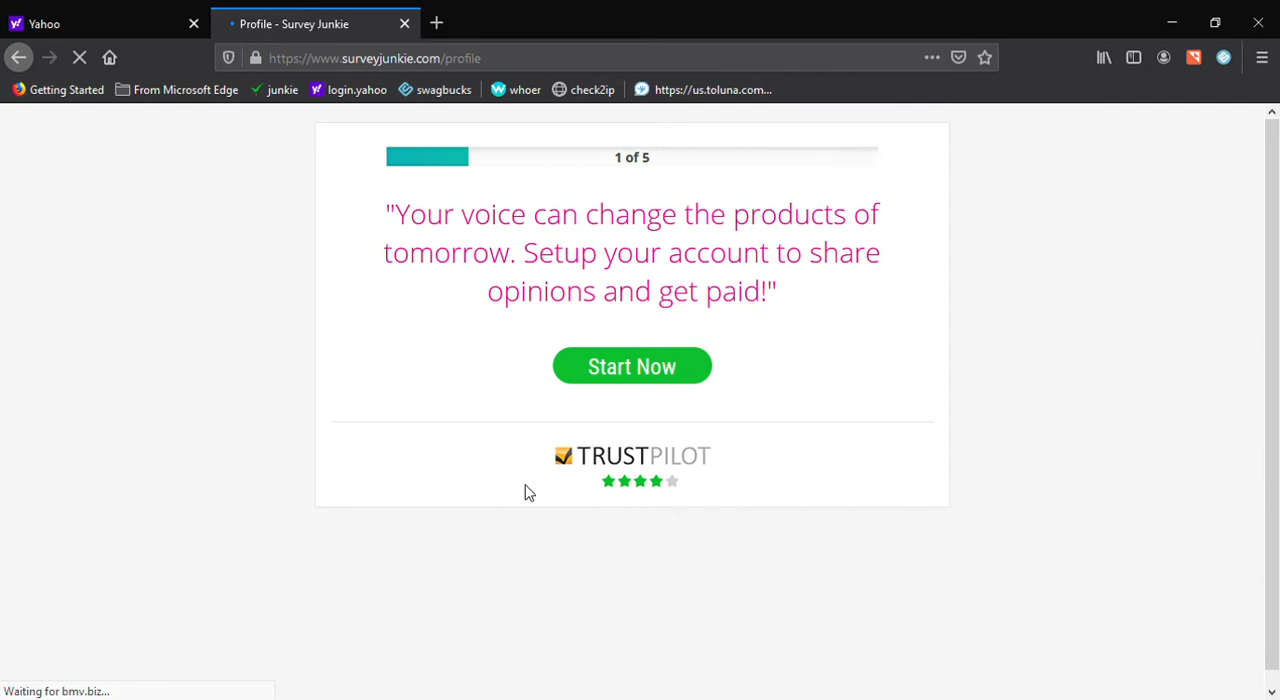 Yahoo
Profile - Survey Junkie
https://www.surveyjunkie.com/profile
Getting Started From Microsoft Edge junkie login.yahoo swagbucks whoer check2ip https://us.toluna.com...
1 of 5
"Your voice can change the products of
tomorrow. Setup your account to share
opinions and get paid!"
Start Now
TRUSTPILOT
Waiting for bmv.biz...